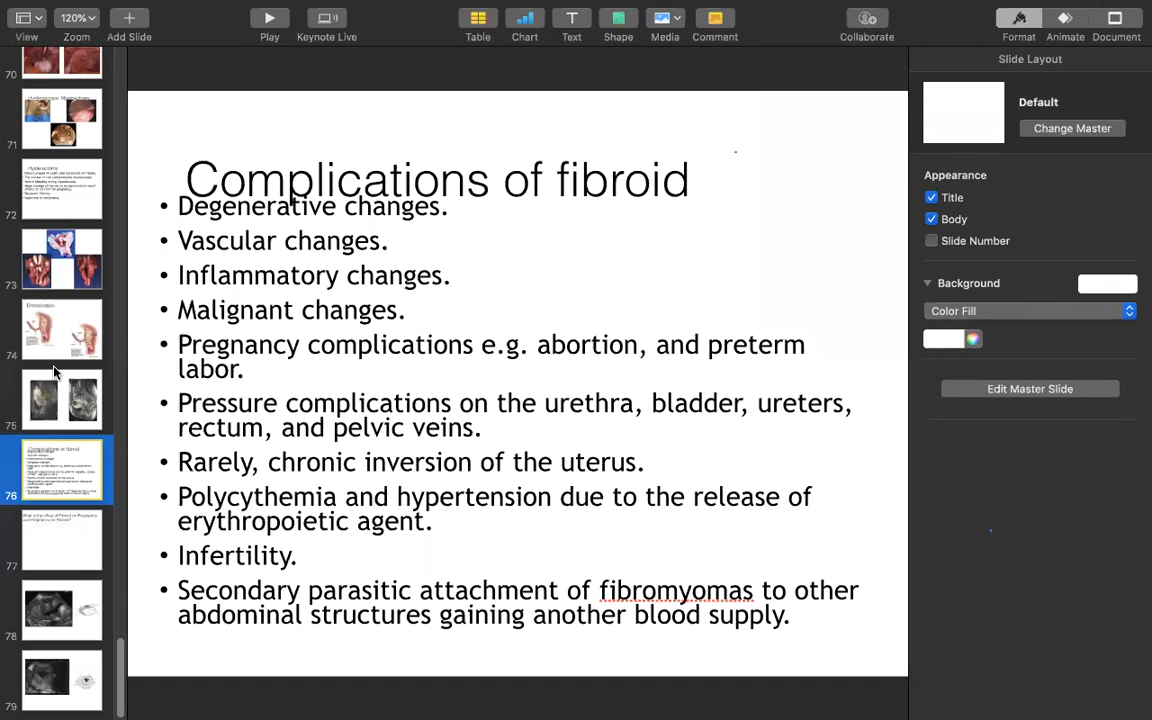 120%
View
Zoom
Add Slide
Play
Keynote Live
Table
Chart
Text
Shape
Media
Comment
Collaborate
Format
Animate
Document
70
71
Hysterectomy
72
73
Embolization
74
75
Complications of fibroid
76
77
78
79
Complications of fibroid
• Degenerative changes.
• Vascular changes.
• Inflammatory changes.
• Malignant changes.
• Pregnancy complications e.g. abortion, and preterm
labor.
• Pressure complications on the urethra, bladder, ureters,
rectum, and pelvic veins.
• Rarely, chronic inversion of the uterus.
• Polycythemia and hypertension due to the release of
erythropoietic agent.
• Infertility.
• Secondary parasitic attachment of fibromyomas to other
abdominal structures gaining another blood supply.
Slide Layout
Default
Change Master
Appearance
Title
Body
Slide Number
Background
Color Fill
Edit Master Slide